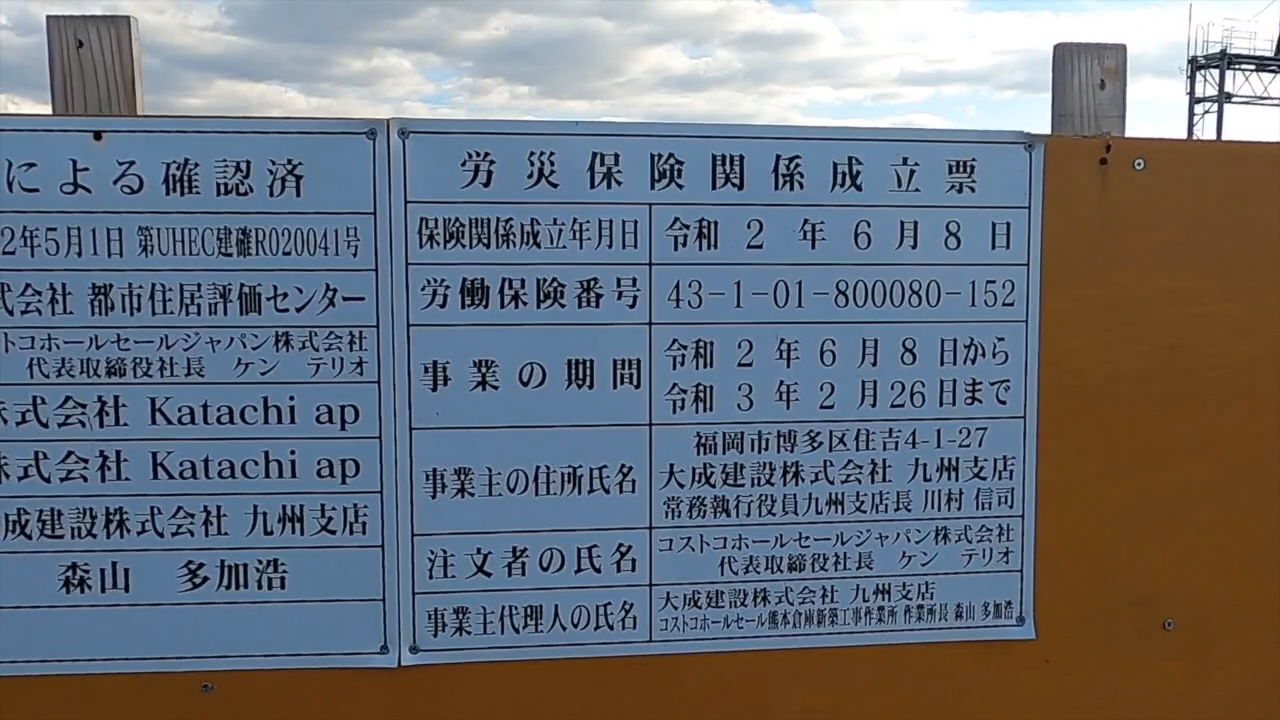 による確認済
2年5月1日 第UHEC建確R020041号
式会社 都市住居評価センター
トコホールセールジャパン株式会社
代表取締役社長 ケン テリオ
株式会社 Katachi ap
株式会社 Katachi ap
成建設株式会社 九州支店
森山 多加浩
労災保険関係成立票
保険関係成立年月日 令和 2 年 6 月 8 日
労働保険番号 43-1-01-800080-152
事業の期間 令和 2 年 6 月 8 日から
令和 3 年 2 月 26 日まで
事業主の住所氏名 福岡市博多区住吉4-1-27
大成建設株式会社 九州支店
常務執行役員九州支店長 川村 信司
注文者の氏名 コストコホールセールジャパン株式会社
代表取締役社長 ケン テリオ
事業主代理人の氏名 大成建設株式会社 九州支店
コストコホールセール熊本倉庫新築工事作業所 作業所長 森山 多加浩